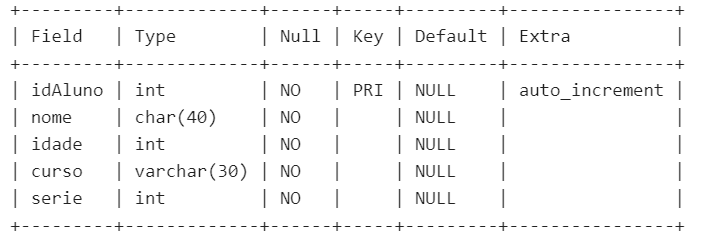 +---------+-------------+------+-----+---------+----------------+
| Field   | Type        | Null | Key | Default | Extra          |
+---------+-------------+------+-----+---------+----------------+
| idAluno | int         | NO   | PRI | NULL    | auto_increment |
| nome    | char(40)    | NO   |     | NULL    |                |
| idade   | int         | NO   |     | NULL    |                |
| curso   | varchar(30) | NO   |     | NULL    |                |
| serie   | int         | NO   |     | NULL    |                |
+---------+-------------+------+-----+---------+----------------+